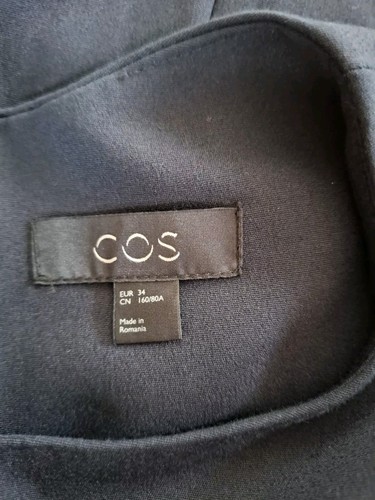 COS
EUR 34
CN 160/80A
Made in
Romania